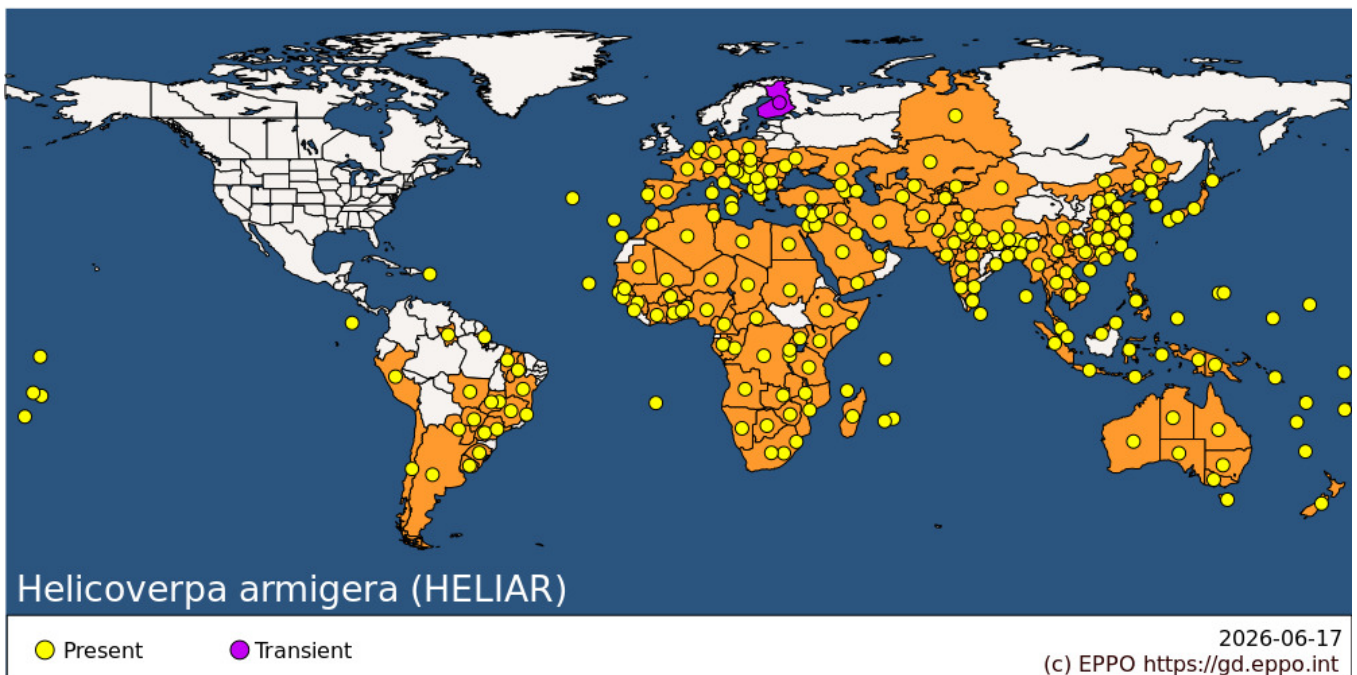 Helicoverpa armigera (HELIAR)
Present
Transient
2026-06-17
(c) EPPO https://gd.eppo.int